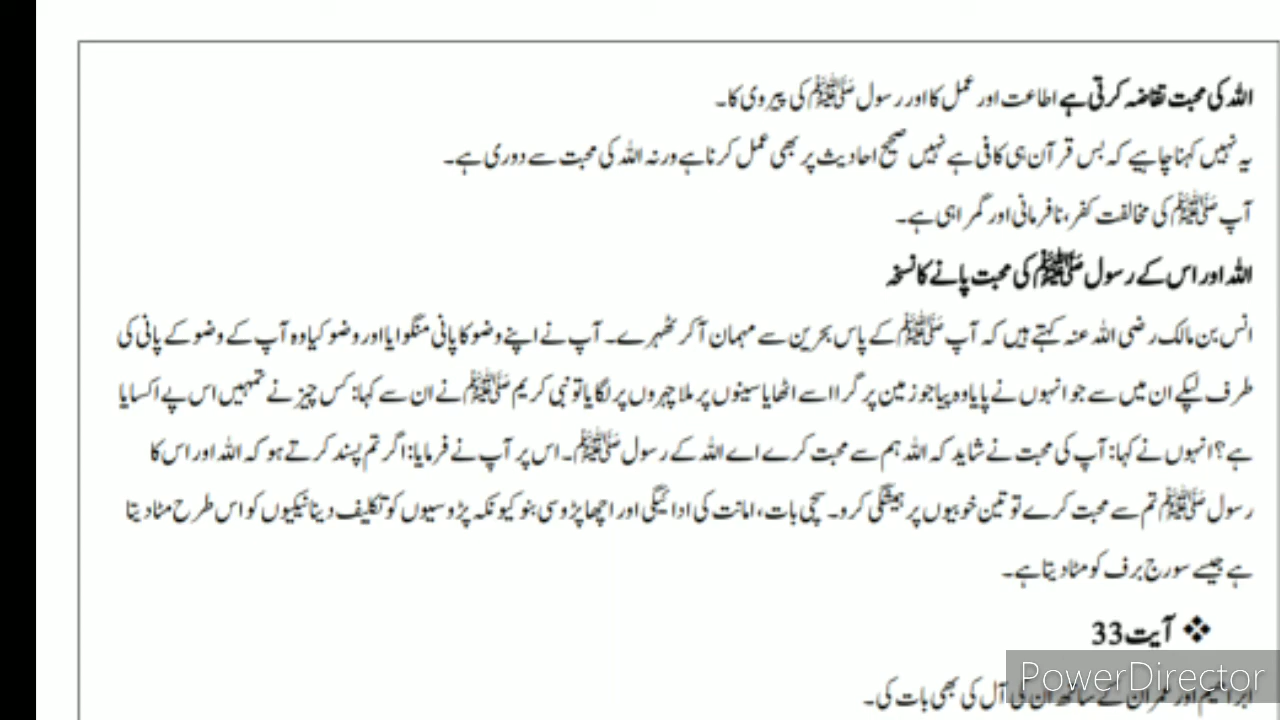 اللہ کی محبت تقاضہ کرتی ہے اطاعت اور عمل کا اور رسول ﷺ کی پیروی کا۔
یہ نہیں کہنا چاہیے کہ بس قرآن ہی کافی ہے نہیں صحیح احادیث پر بھی عمل کرنا ہے ورنہ اللہ کی محبت سے دوری ہے۔
آپ ﷺ کی مخالفت کفر، نافرمانی اور گمراہی ہے۔
اللہ اور اس کے رسول ﷺ کی محبت پانے کا نسخہ
انس بن مالک رضی اللہ عنہ کہتے ہیں کہ آپ ﷺ کے پاس بحرین سے مہمان آکر ٹھہرے۔ آپ نے اپنے وضو کا پانی منگوایا اور وضو کیا وہ آپ کے وضو کے پانی کی
طرف لپکے ان میں سے جو انہوں نے پایا وہ پیا جو زمین پر گرا اسے اٹھایا سینوں پر ملا چہروں پر لگایا تو نبی کریم ﷺ نے ان سے کہا: کس چیز نے تمہیں اس پے اکسایا
ہے؟ انہوں نے کہا: آپ کی محبت نے شاید کہ اللہ ہم سے محبت کرے اے اللہ کے رسول ﷺ۔ اس پر آپ نے فرمایا: اگر تم پسند کرتے ہو کہ اللہ اور اس کا
رسول ﷺ تم سے محبت کرے تو تین خوبیوں پر ہمیشگی کرو۔ سچی بات، امانت کی ادائیگی اور اچھا پڑوسی بنو کیونکہ پڑوسیوں کو تکلیف دینا نیکیوں کو اس طرح مٹا دیتا
ہے جیسے سورج برف کو مٹا دیتا ہے۔
❖ آیت 33
ابراہیم اور عمران کے ساتھ ان کی آل کی بھی بات کی۔
PowerDirector